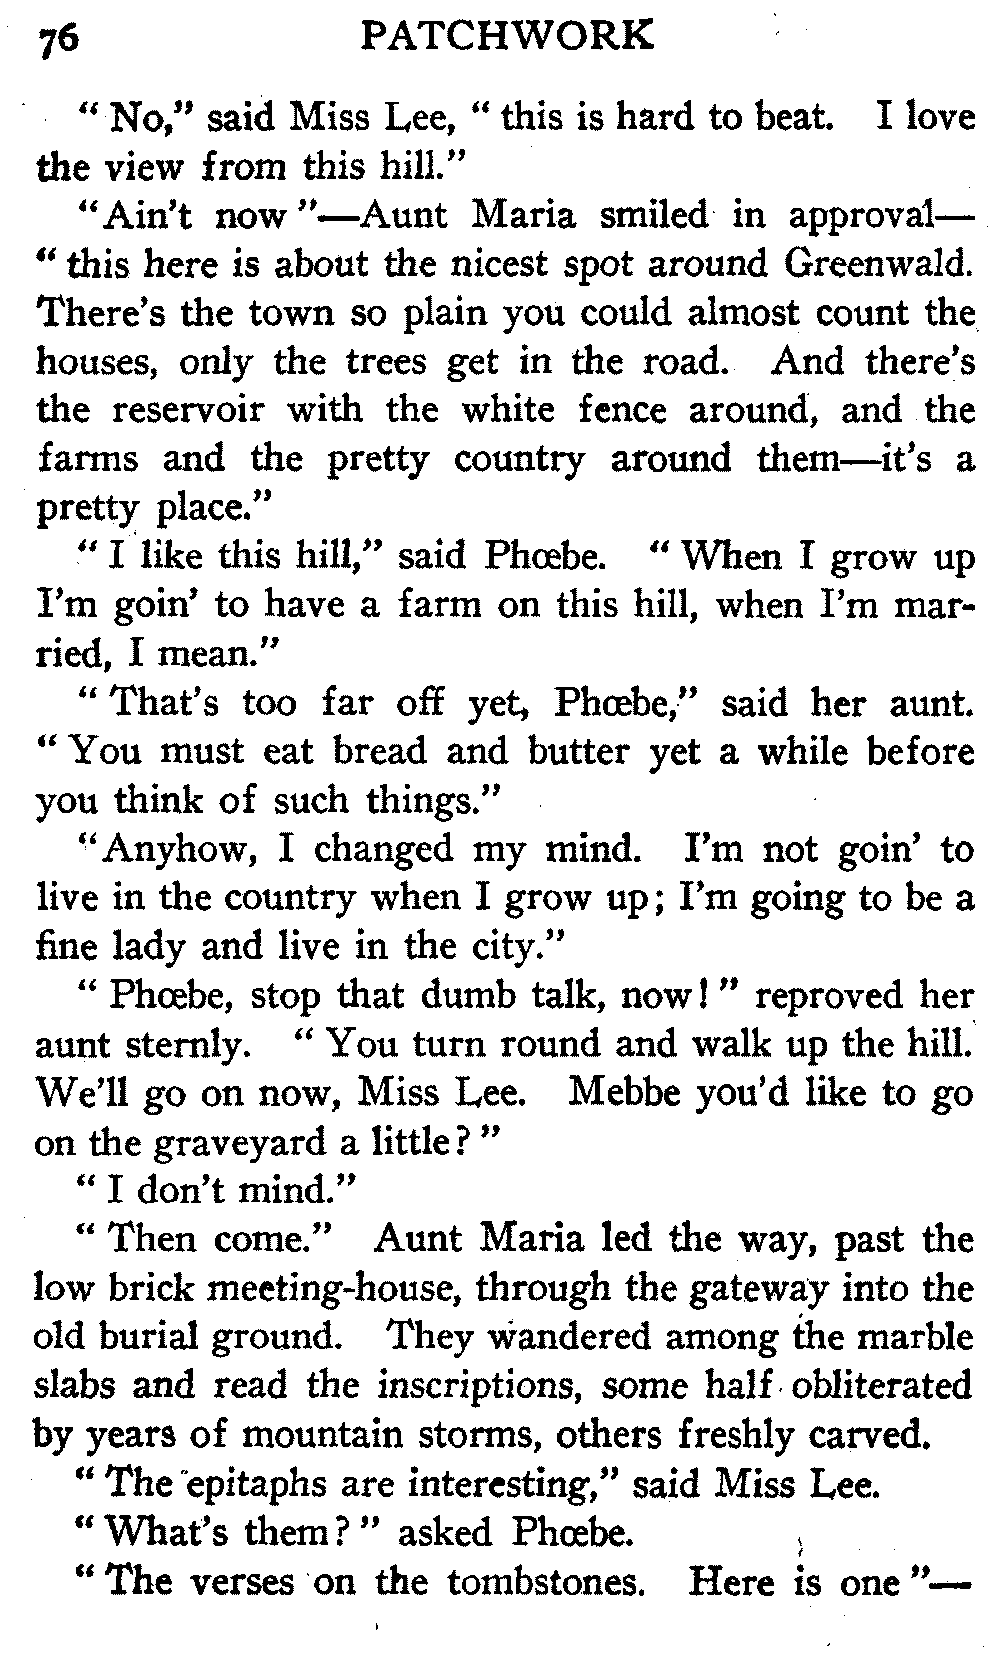 76 PATCHWORK
“ No,” said Miss Lee, “ this is hard to beat. I love
the view from this hill.”
“Ain't now ”—Aunt Maria smiled in approval—
“ this here is about the nicest spot around Greenwald.
There's the town so plain you could almost count the
houses, only the trees get in the road. And there's
the reservoir with the white fence around, and the
farms and the pretty country around them—it's a
pretty place.”
“ I like this hill,” said Phœbe. “ When I grow up
I'm goin' to have a farm on this hill, when I'm mar-
ried, I mean.”
“ That's too far off yet, Phœbe,” said her aunt.
“ You must eat bread and butter yet a while before
you think of such things.”
“Anyhow, I changed my mind. I'm not goin' to
live in the country when I grow up; I'm going to be a
fine lady and live in the city.”
“ Phœbe, stop that dumb talk, now! ” reproved her
aunt sternly. “ You turn round and walk up the hill.
We'll go on now, Miss Lee. Mebbe you'd like to go
on the graveyard a little? ”
“ I don't mind.”
“ Then come.” Aunt Maria led the way, past the
low brick meeting-house, through the gateway into the
old burial ground. They wandered among the marble
slabs and read the inscriptions, some half obliterated
by years of mountain storms, others freshly carved.
“ The epitaphs are interesting,” said Miss Lee.
“ What's them? ” asked Phœbe.
“ The verses on the tombstones. Here is one ”—